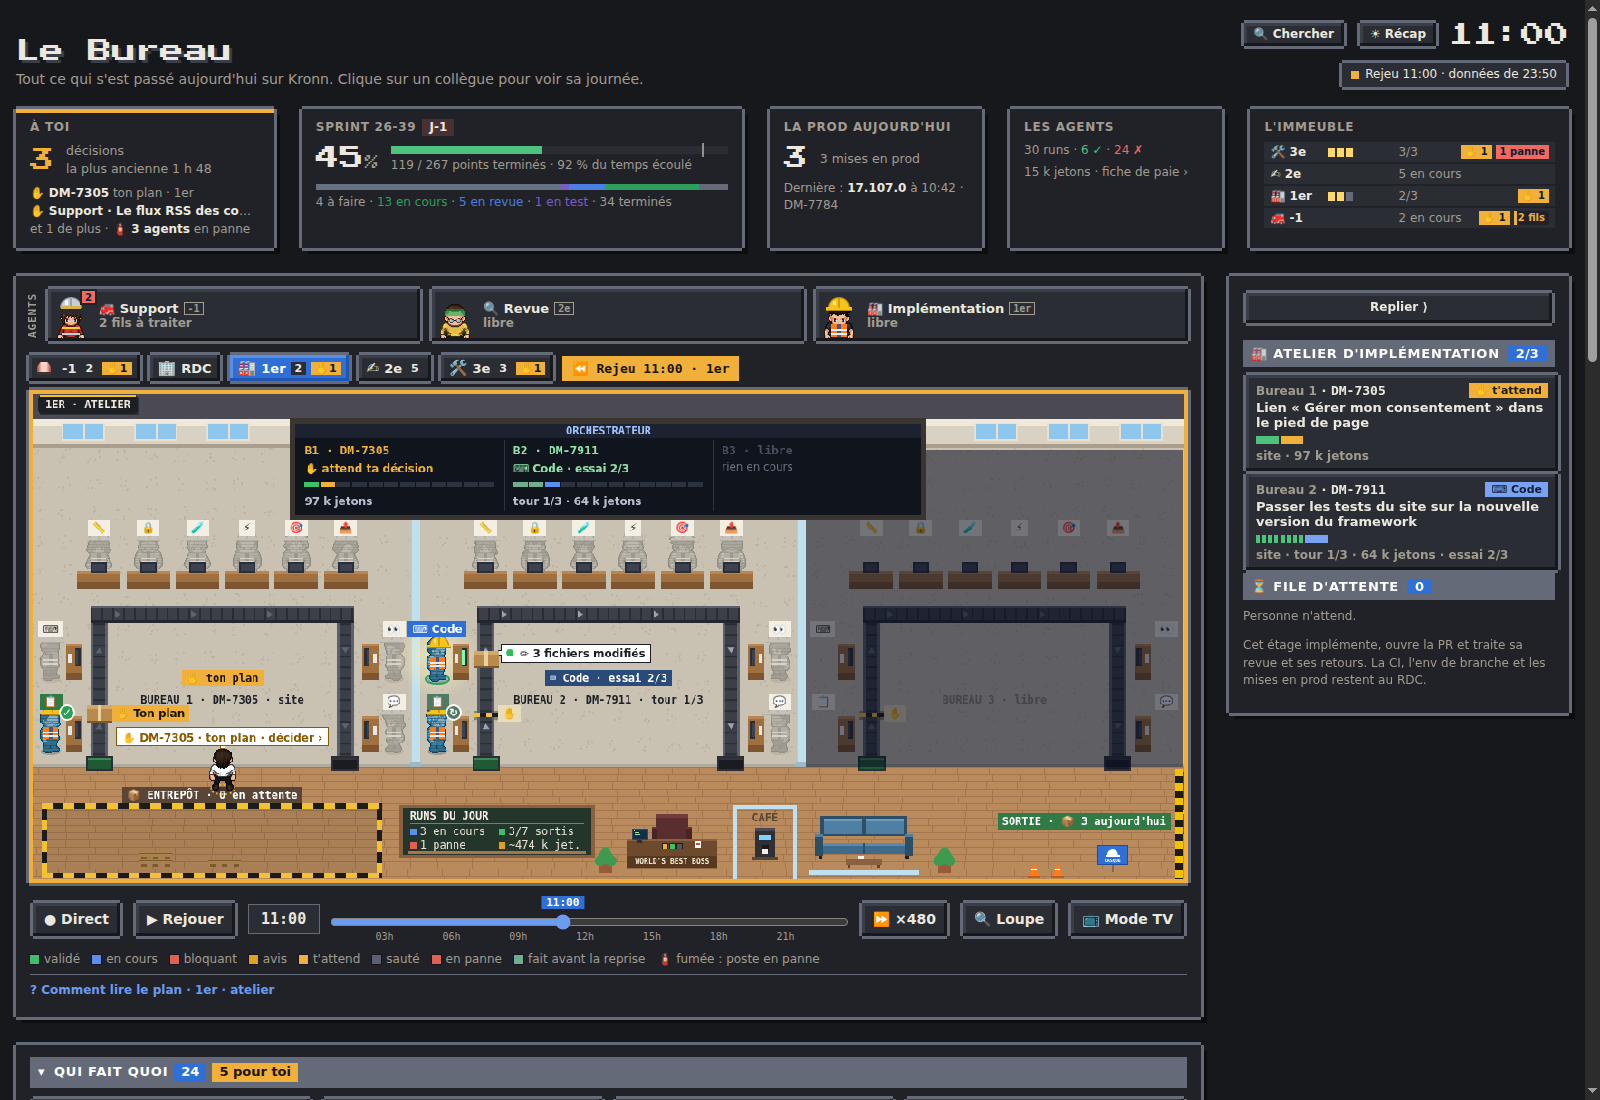 Le Bureau
Tout ce qui s'est passé aujourd'hui sur Kronn. Clique sur un collègue pour voir sa journée.
🔍 Chercher
☀ Récap
11:00
Rejeu 11:00 · données de 23:50
À TOI
3
décisions
la plus ancienne 1 h 48
✋ DM-7305 ton plan · 1er
✋ Support · Le flux RSS des co...
et 1 de plus · 3 agents en panne
SPRINT 26-39 J-1
45%
119 / 267 points terminés · 92 % du temps écoulé
4 à faire · 13 en cours · 5 en revue · 1 en test · 34 terminés
LA PROD AUJOURD'HUI
3 3 mises en prod
Dernière : 17.107.0 à 10:42 ·
DM-7784
LES AGENTS
30 runs · 6 ✓ · 24 ✗
15 k jetons · fiche de paie ›
L'IMMEUBLE
3e 3/3 ✋ 1 1 panne
2e 5 en cours
1er 2/3 ✋ 1
-1 2 en cours ✋ 1 2 fils
AGENTS
2
Support -1
2 fils à traiter
Revue 2e
libre
Implémentation 1er
libre
-1 2 ✋1
RDC
1er 2 ✋1
2e 5
3e 3 ✋1
⏪ Rejeu 11:00 · 1er
1ER · ATELIER
ORCHESTRATEUR
B1 · DM-7305
✋ attend ta décision
97 k jetons
B2 · DM-7911
⌨ Code · essai 2/3
tour 1/3 · 64 k jetons
B3 · libre
rien en cours
⌨ Code
✏ 3 fichiers modifiés
✋ ton plan
⌨ Code · essai 2/3
BUREAU 1 · DM-7305 · site
BUREAU 2 · DM-7911 · tour 1/3
BUREAU 3 · libre
✋ Ton plan
✋ DM-7305 · ton plan · décider ›
📦 ENTREPÔT · 0 en attente
RUNS DU JOUR
3 en cours
3/7 sortis
1 panne
~474 k jet.
WORLD'S BEST BOSS
CAFÉ
SORTIE · 📦 3 aujourd'hui
● Direct
▶ Rejouer
11:00
11:00
03h 06h 09h 12h 15h 18h 21h
⏩ ×480
🔍 Loupe
📺 Mode TV
validé en cours bloquant avis t'attend sauté en panne fait avant la reprise fumée : poste en panne
? Comment lire le plan · 1er · atelier
▾ QUI FAIT QUOI 24 5 pour toi
Replier ⟩
ATELIER D'IMPLÉMENTATION 2/3
Bureau 1 · DM-7305 ✋ t'attend
Lien « Gérer mon consentement » dans
le pied de page
site · 97 k jetons
Bureau 2 · DM-7911 ⌨ Code
Passer les tests du site sur la nouvelle
version du framework
site · tour 1/3 · 64 k jetons · essai 2/3
⏳ FILE D'ATTENTE 0
Personne n'attend.
Cet étage implémente, ouvre la PR et traite sa
revue et ses retours. La CI, l'env de branche et les
mises en prod restent au RDC.